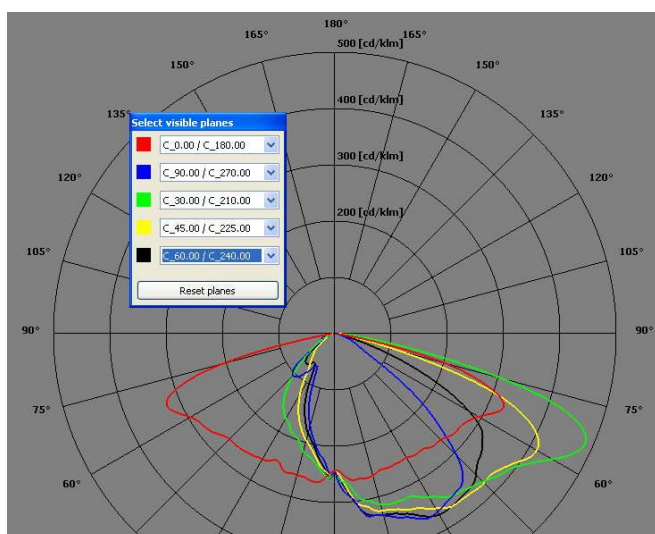 180°
165° 165°
500 [cd/klm]
150° 150°
400 [cd/klm]
135° 135°
Select visible planes
C_0.00 / C_180.00
300 [cd/klm]
C_90.00 / C_270.00
120° 120°
C_30.00 / C_210.00
200 [cd/klm]
C_45.00 / C_225.00
105° 105°
C_60.00 / C_240.00
Reset planes
90° 90°
75° 75°
60° 60°